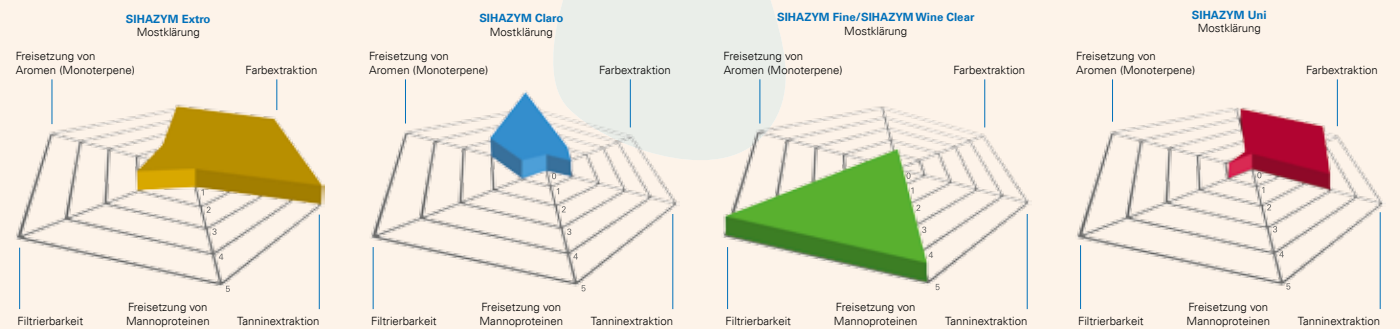 SIHAZYM Extro
Mostklärung
Freisetzung von
Aromen (Monoterpene)
Farbextraktion
1
2
3
4
5
Filtrierbarkeit
Freisetzung von
Mannoproteinen
Tanninextraktion
SIHAZYM Claro
Mostklärung
Freisetzung von
Aromen (Monoterpene)
Farbextraktion
0
1
2
3
4
5
Filtrierbarkeit
Freisetzung von
Mannoproteinen
Tanninextraktion
SIHAZYM Fine/SIHAZYM Wine Clear
Mostklärung
Freisetzung von
Aromen (Monoterpene)
Farbextraktion
0
1
2
3
4
5
Filtrierbarkeit
Freisetzung von
Mannoproteinen
Tanninextraktion
SIHAZYM Uni
Mostklärung
Freisetzung von
Aromen (Monoterpene)
Farbextraktion
0
1
2
3
4
5
Filtrierbarkeit
Freisetzung von
Mannoproteinen
Tanninextraktion